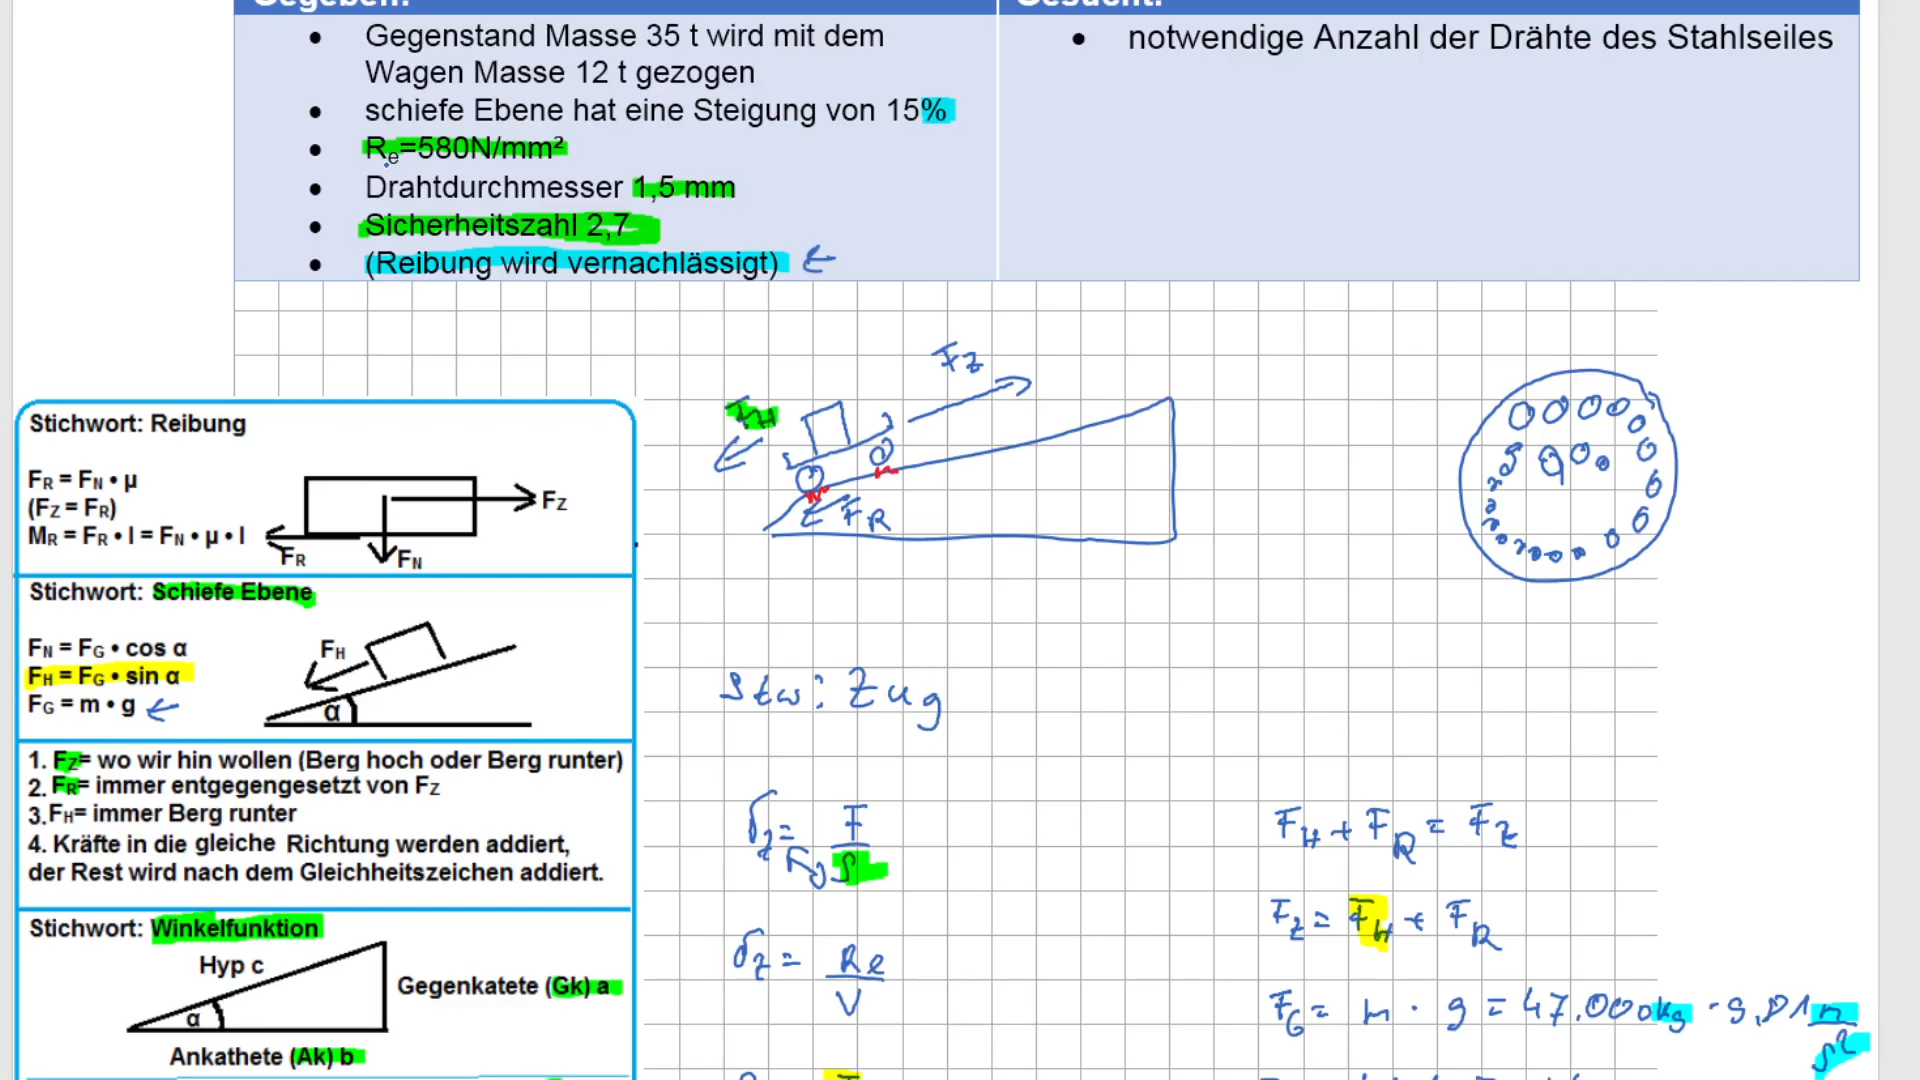 Gegeben:
Gesucht:
• Gegenstand Masse 35 t wird mit dem
Wagen Masse 12 t gezogen
• schiefe Ebene hat eine Steigung von 15%
• Re=580N/mm²
• Drahtdurchmesser 1,5 mm
• Sicherheitszahl 2,7
• (Reibung wird vernachlässigt) ←
• notwendige Anzahl der Drähte des Stahlseiles
Stichwort: Reibung
FR = FN • µ
(FZ = FR)
MR = FR • l = FN • µ • l
FZ
FR
FN
Stichwort: Schiefe Ebene
FN = FG • cos α
FH = FG • sin α
FG = m • g ←
FH
α
1. FZ= wo wir hin wollen (Berg hoch oder Berg runter)
2. FR= immer entgegengesetzt von FZ
3.FH= immer Berg runter
4. Kräfte in die gleiche Richtung werden addiert,
der Rest wird nach dem Gleichheitszeichen addiert.
Stichwort: Winkelfunktion
Hyp c
Gegenkatete (Gk) a
α
Ankathete (Ak) b
FZ
FH
FR
Stw: Zug
σz = F / S
σz = Re / V
FH + FR = FZ
FZ = FH + FR
FG = m · g = 47.000kg · 9,81 m/s²